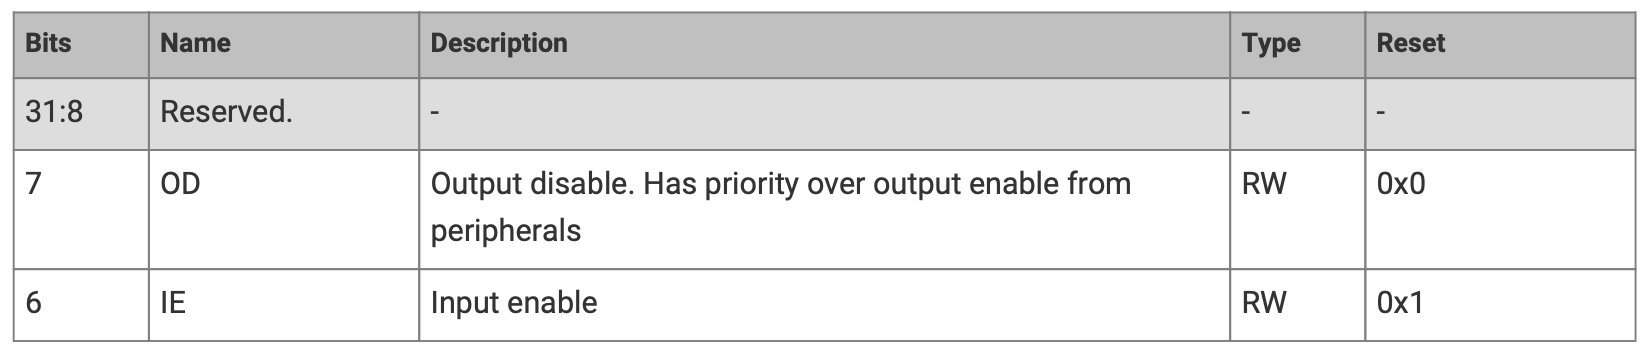 Bits Name Description Type Reset
31:8 Reserved. - - -
7 OD Output disable. Has priority over output enable from RW 0x0
peripherals
6 IE Input enable RW 0x1